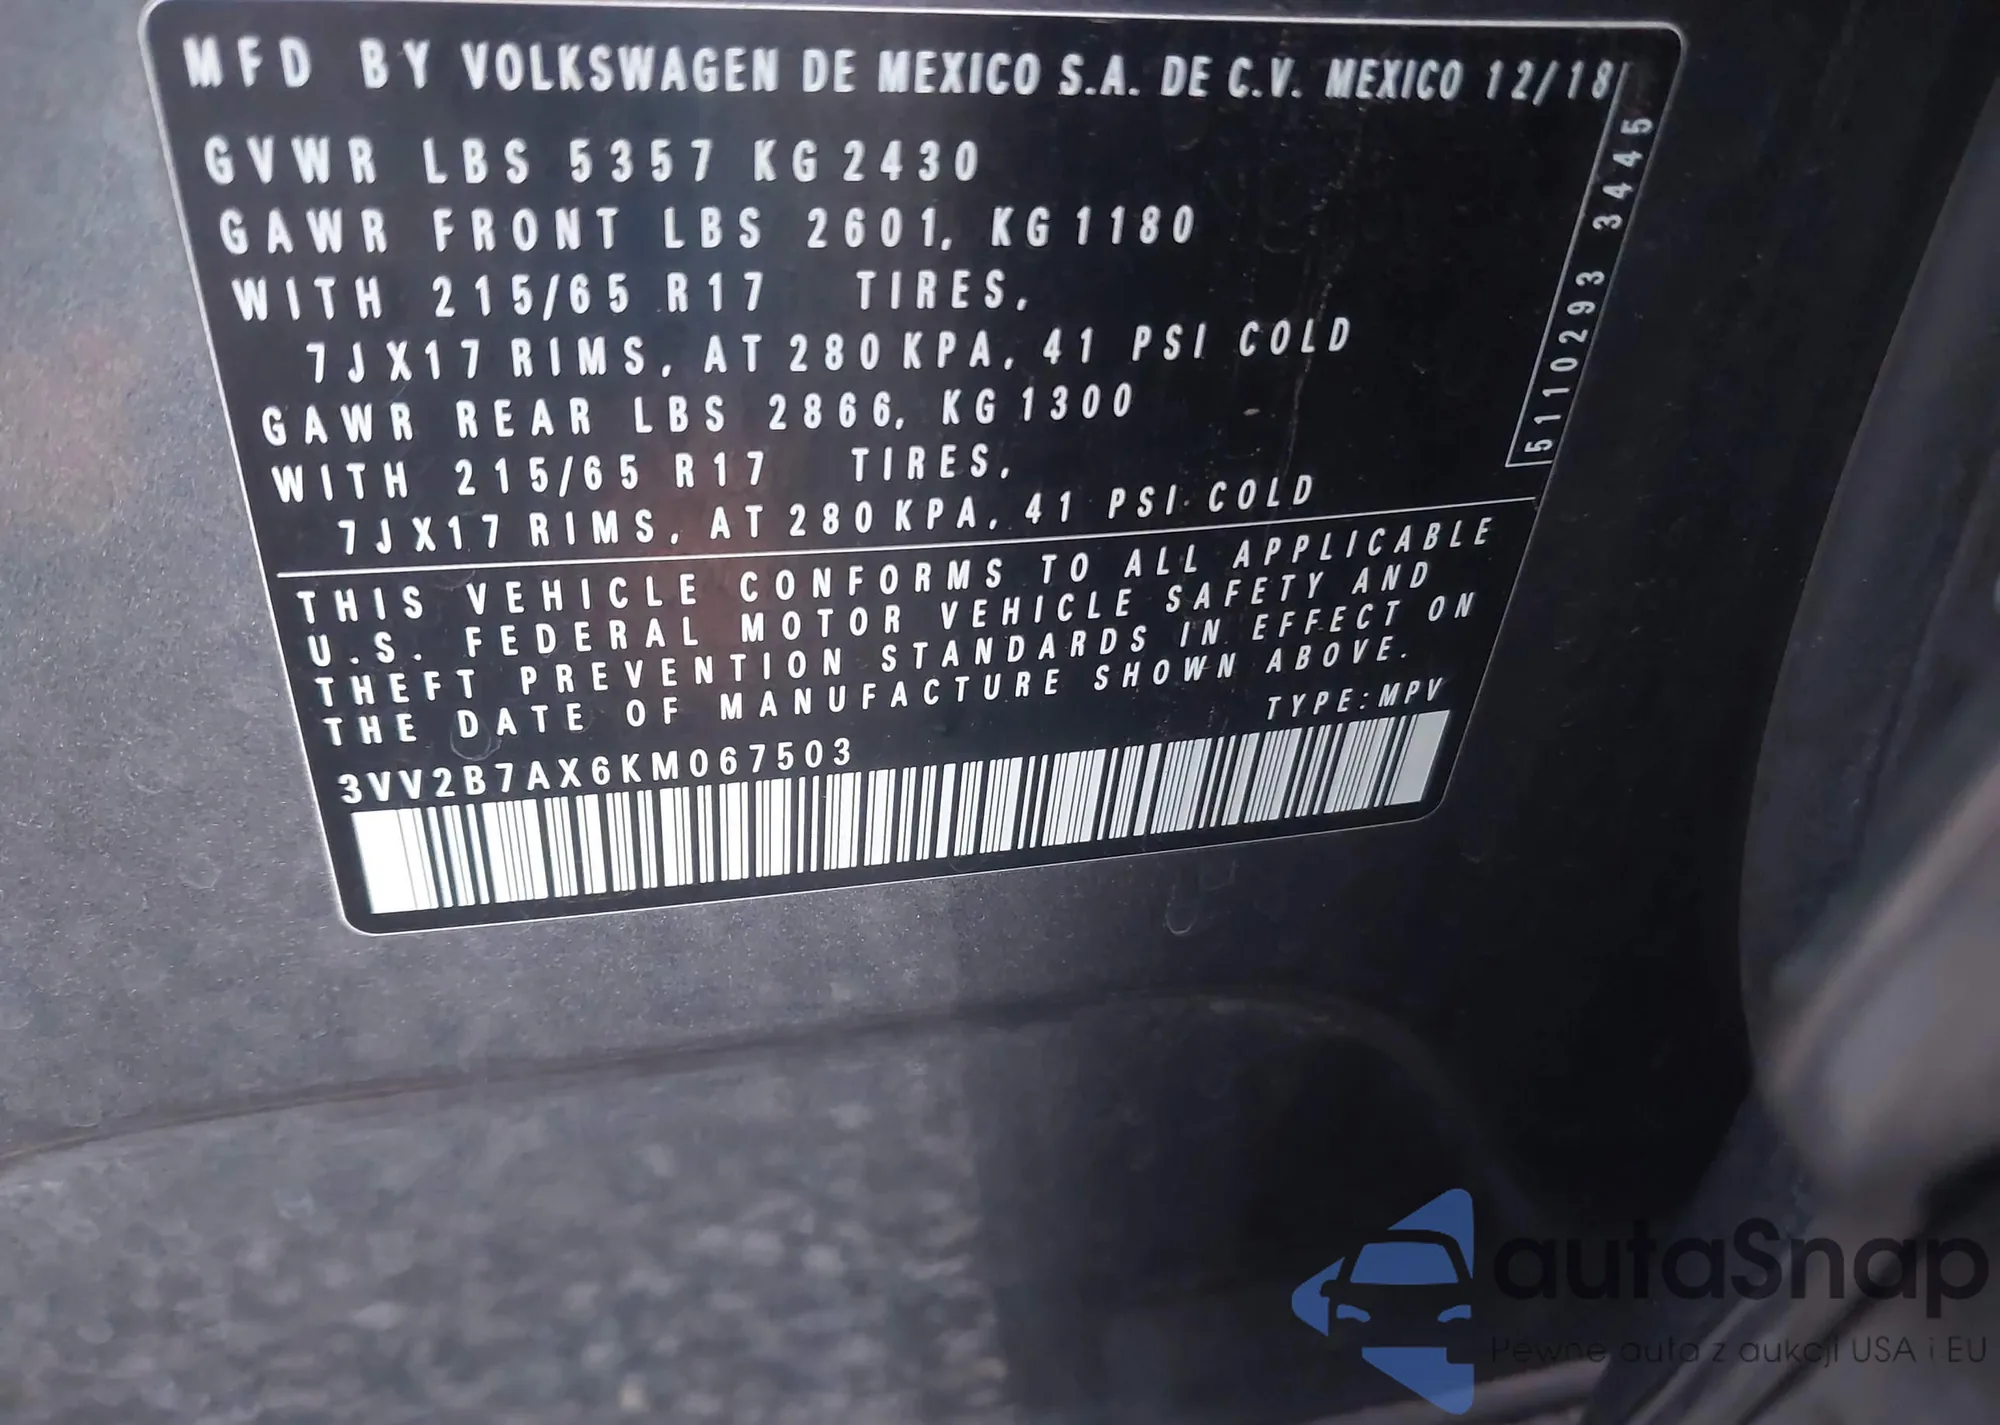 MFD BY VOLKSWAGEN DE MEXICO S.A. DE C.V. MEXICO 12/18
GVWR LBS 5357 KG 2430
GAWR FRONT LBS 2601, KG 1180
WITH 215/65 R17 TIRES,
7JX17 RIMS, AT 280 KPA, 41 PSI COLD
GAWR REAR LBS 2866, KG 1300
WITH 215/65 R17 TIRES,
7JX17 RIMS, AT 280 KPA, 41 PSI COLD
5110293 3445
THIS VEHICLE CONFORMS TO ALL APPLICABLE
U.S. FEDERAL MOTOR VEHICLE SAFETY AND
THEFT PREVENTION STANDARDS IN EFFECT ON
THE DATE OF MANUFACTURE SHOWN ABOVE.
TYPE: MPV
3VV2B7AX6KM067503
autaSnap
Pewne auta z aukcji USA i EU